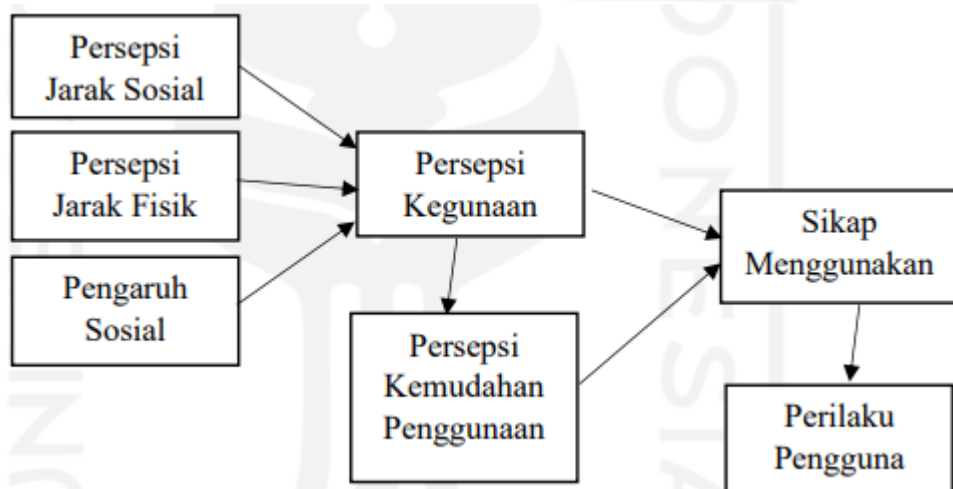 Persepsi
Jarak Sosial
Persepsi
Jarak Fisik
Pengaruh
Sosial
Persepsi
Kegunaan
Persepsi
Kemudahan
Penggunaan
Sikap
Menggunakan
Perilaku
Pengguna